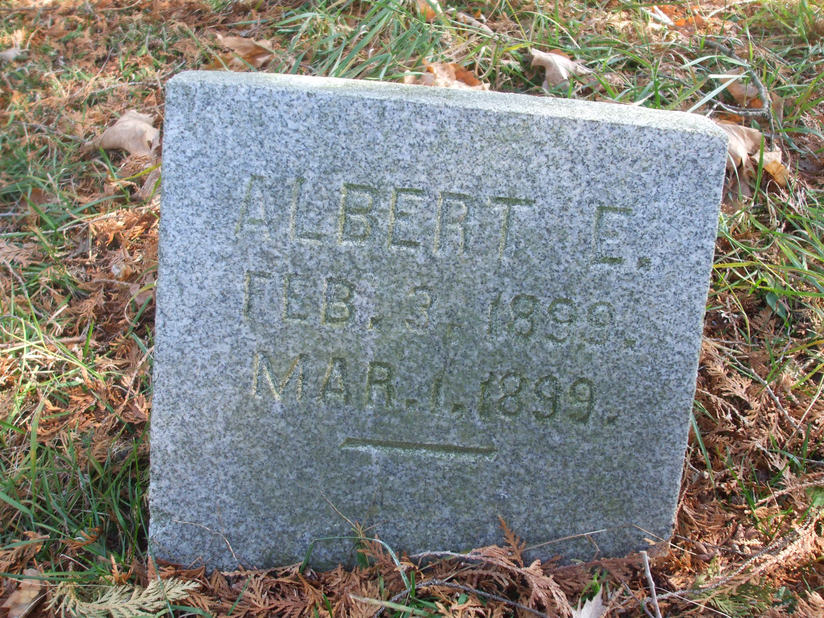 ALBERT E.
FEB. 3, 1899.
MAR. 1, 1899.